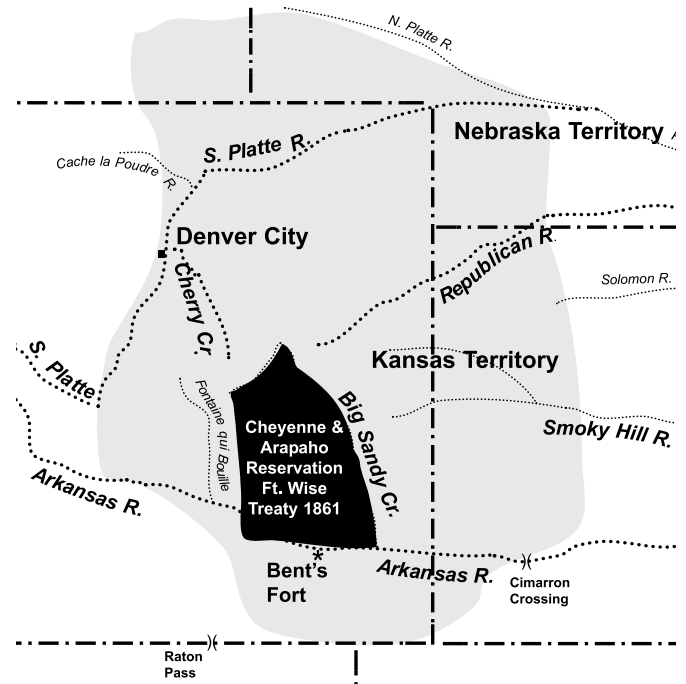 N. Platte R.
Nebraska Territory
S. Platte R.
Cache la Poudre R.
Denver City
Cherry Cr.
Republican R.
Solomon R.
S. Platte
Kansas Territory
Fontaine qui Bouille
Big Sandy Cr.
Cheyenne &
Arapaho
Reservation
Ft. Wise
Treaty 1861
Smoky Hill R.
Arkansas R.
Bent's
Fort
Arkansas R.
Cimarron
Crossing
Raton
Pass